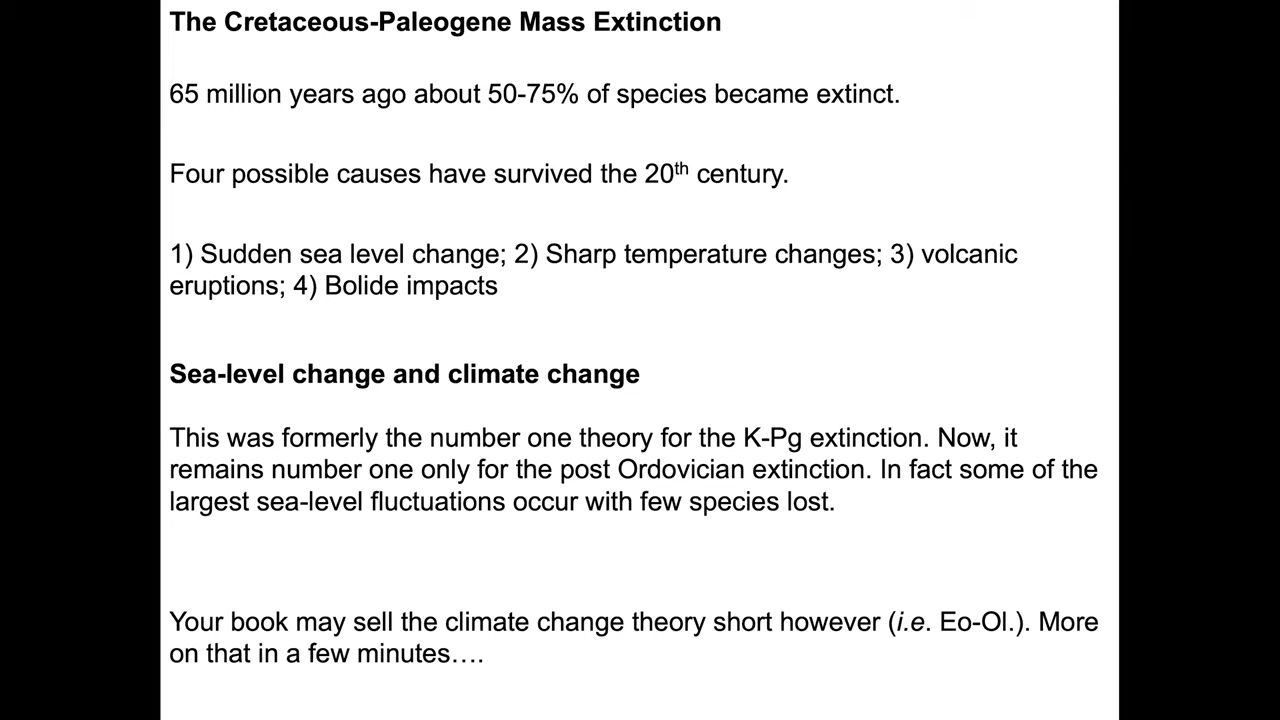 The Cretaceous-Paleogene Mass Extinction
65 million years ago about 50-75% of species became extinct.
Four possible causes have survived the 20th century.
1) Sudden sea level change; 2) Sharp temperature changes; 3) volcanic
eruptions; 4) Bolide impacts
Sea-level change and climate change
This was formerly the number one theory for the K-Pg extinction. Now, it
remains number one only for the post Ordovician extinction. In fact some of the
largest sea-level fluctuations occur with few species lost.
Your book may sell the climate change theory short however (i.e. Eo-Ol.). More
on that in a few minutes….